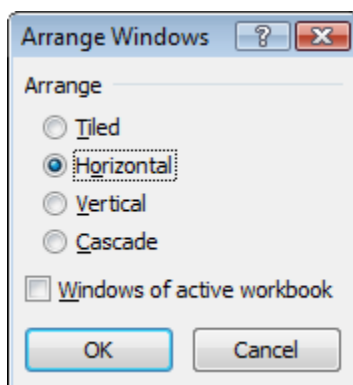 Arrange Windows ?
Arrange
Tiled
Horizontal
Vertical
Cascade
Windows of active workbook
OK Cancel